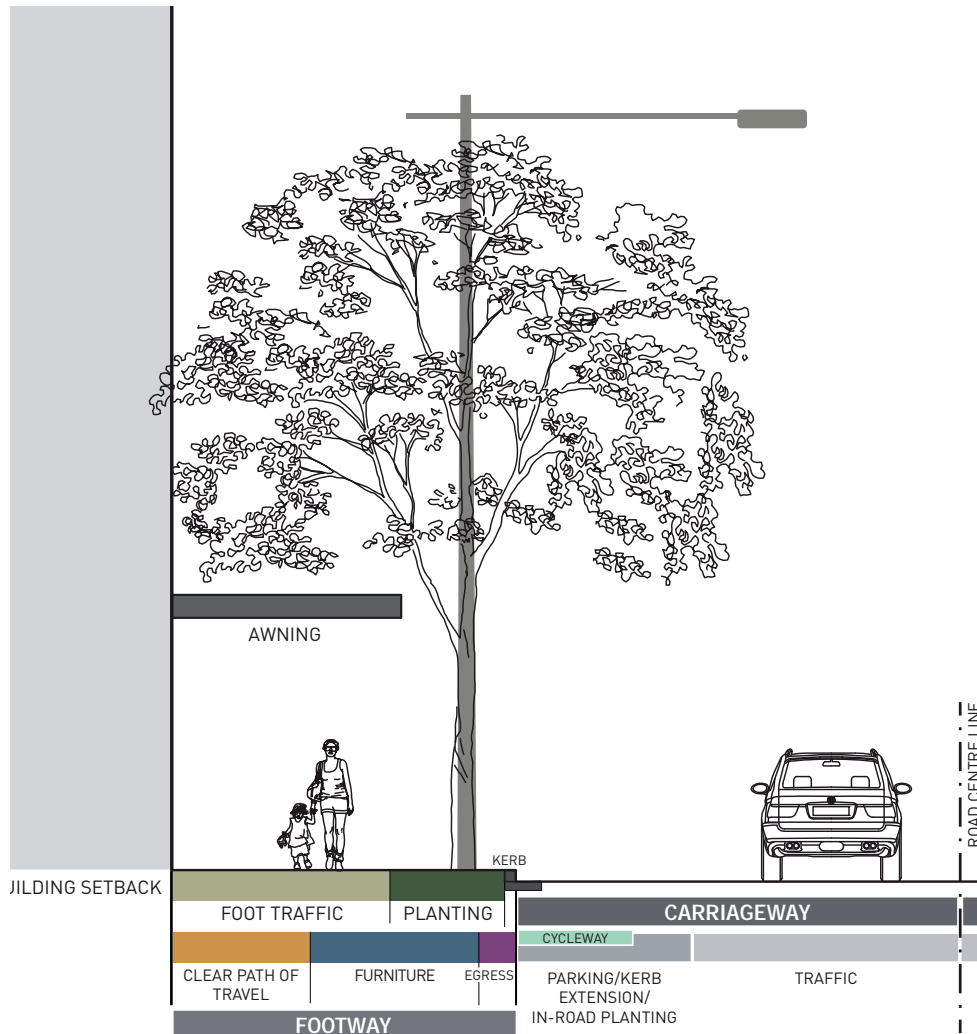 AWNING
ROAD CENTRE LINE
KERB
UILDING SETBACK
FOOT TRAFFIC
PLANTING
CARRIAGEWAY
CYCLEWAY
CLEAR PATH OF
TRAVEL
FURNITURE
EGRESS
PARKING/KERB
EXTENSION/
IN-ROAD PLANTING
TRAFFIC
FOOTWAY